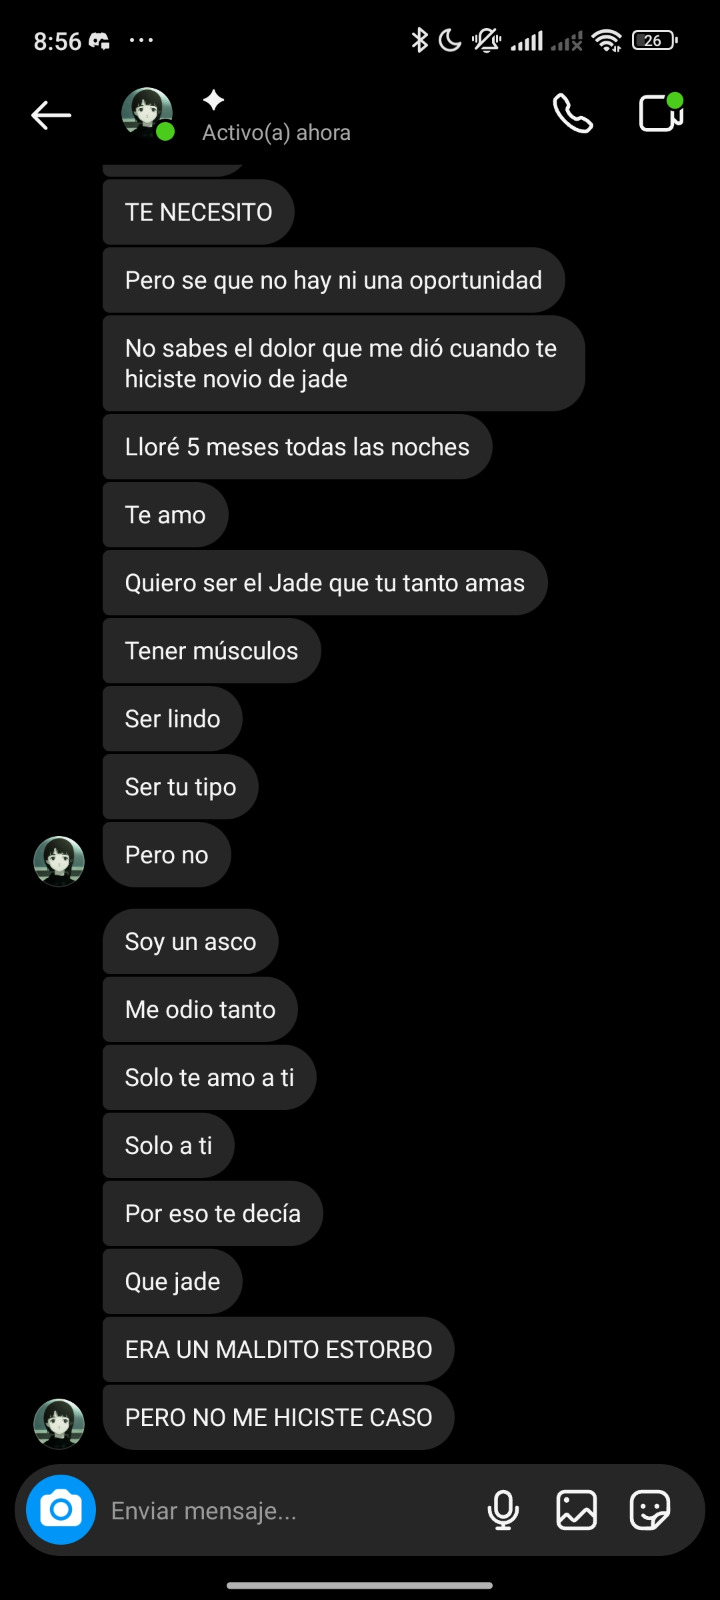 8:56
26
Activo(a) ahora
TE NECESITO
Pero se que no hay ni una oportunidad
No sabes el dolor que me dió cuando te
hiciste novio de jade
Lloré 5 meses todas las noches
Te amo
Quiero ser el Jade que tu tanto amas
Tener músculos
Ser lindo
Ser tu tipo
Pero no
Soy un asco
Me odio tanto
Solo te amo a ti
Solo a ti
Por eso te decía
Que jade
ERA UN MALDITO ESTORBO
PERO NO ME HICISTE CASO
Enviar mensaje...